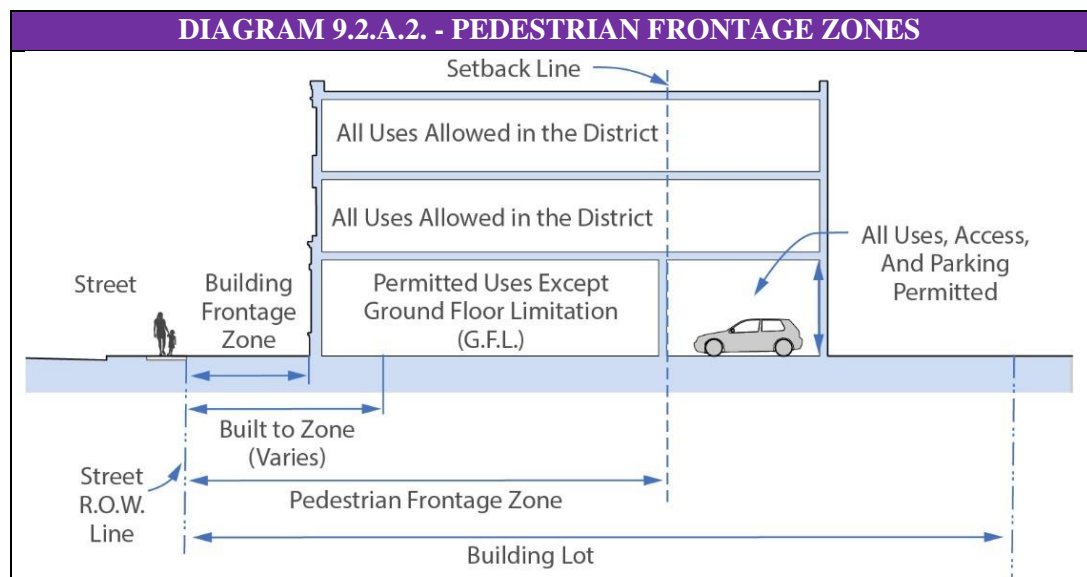 DIAGRAM 9.2.A.2. - PEDESTRIAN FRONTAGE ZONES
Setback Line
All Uses Allowed in the District
All Uses Allowed in the District
All Uses, Access,
And Parking
Permitted
Street
Building
Frontage
Zone
Permitted Uses Except
Ground Floor Limitation
(G.F.L.)
Built to Zone
(Varies)
Street
R.O.W.
Line
Pedestrian Frontage Zone
Building Lot